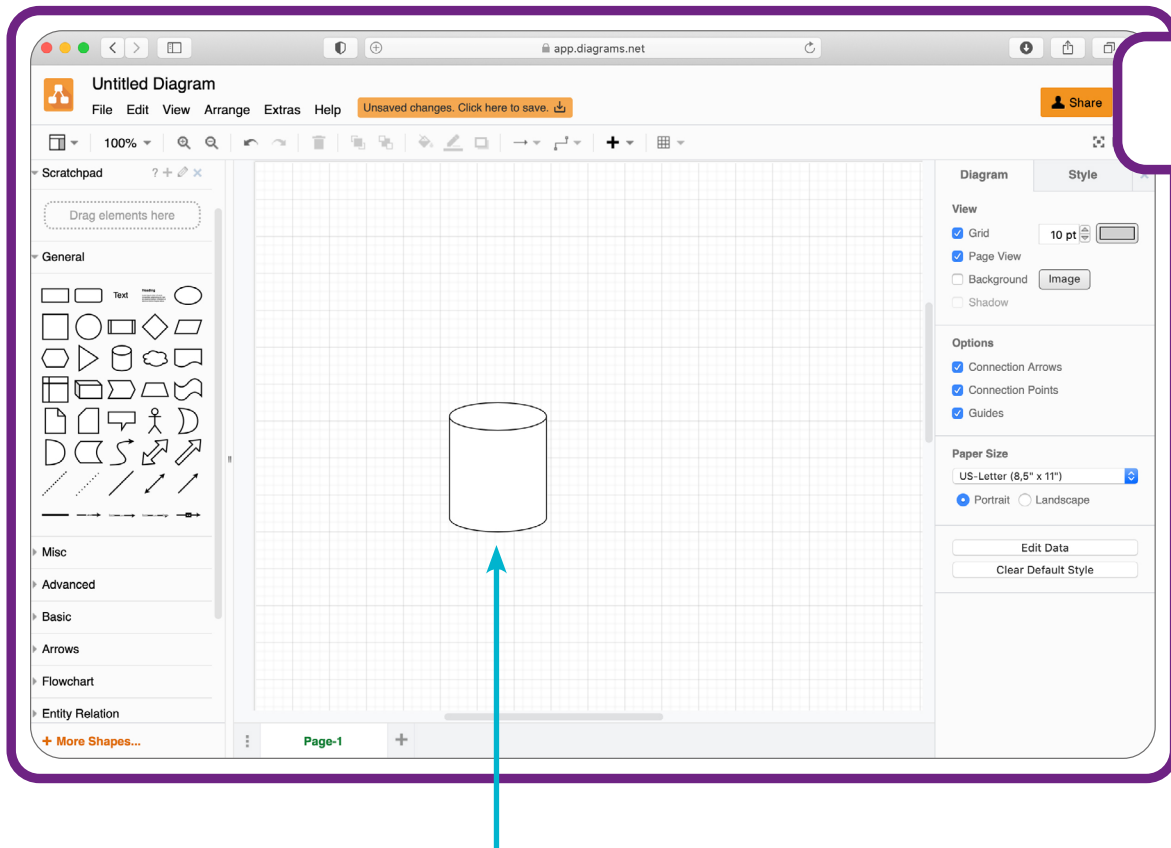 app.diagrams.net
Untitled Diagram
File Edit View Arrange Extras Help
Unsaved changes. Click here to save.
Share
100%
Scratchpad
?
Drag elements here
General
Text
Heading
Misc
Advanced
Basic
Arrows
Flowchart
Entity Relation
+ More Shapes...
Page-1
Diagram Style
View
Grid 10 pt
Page View
Background Image
Shadow
Options
Connection Arrows
Connection Points
Guides
Paper Size
US-Letter (8,5" x 11")
Portrait Landscape
Edit Data
Clear Default Style